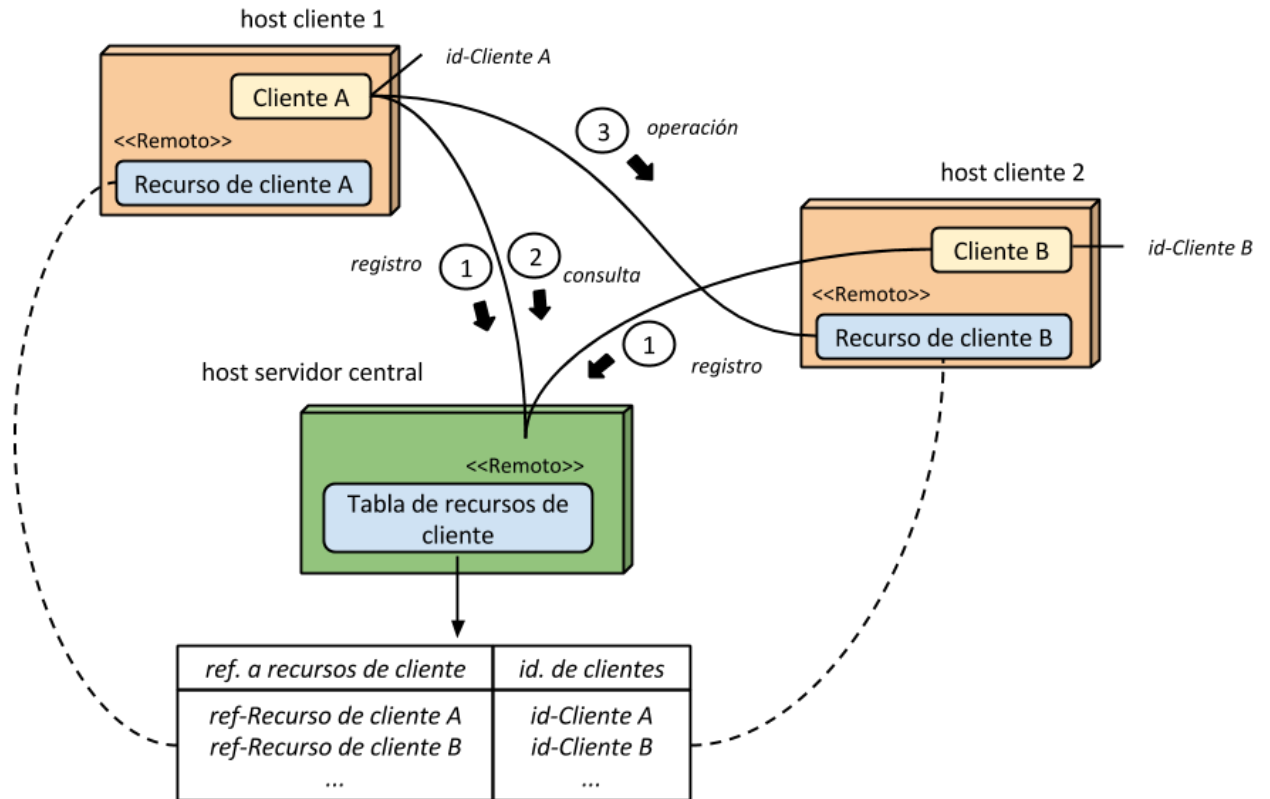 host cliente 1
id-Cliente A
Cliente A
<<Remoto>>
Recurso de cliente A
3
operación
host cliente 2
Cliente B
id-Cliente B
<<Remoto>>
Recurso de cliente B
registro
1
2
consulta
1
registro
host servidor central
<<Remoto>>
Tabla de recursos de
cliente
ref. a recursos de cliente
id. de clientes
ref-Recurso de cliente A
id-Cliente A
ref-Recurso de cliente B
id-Cliente B
...
...